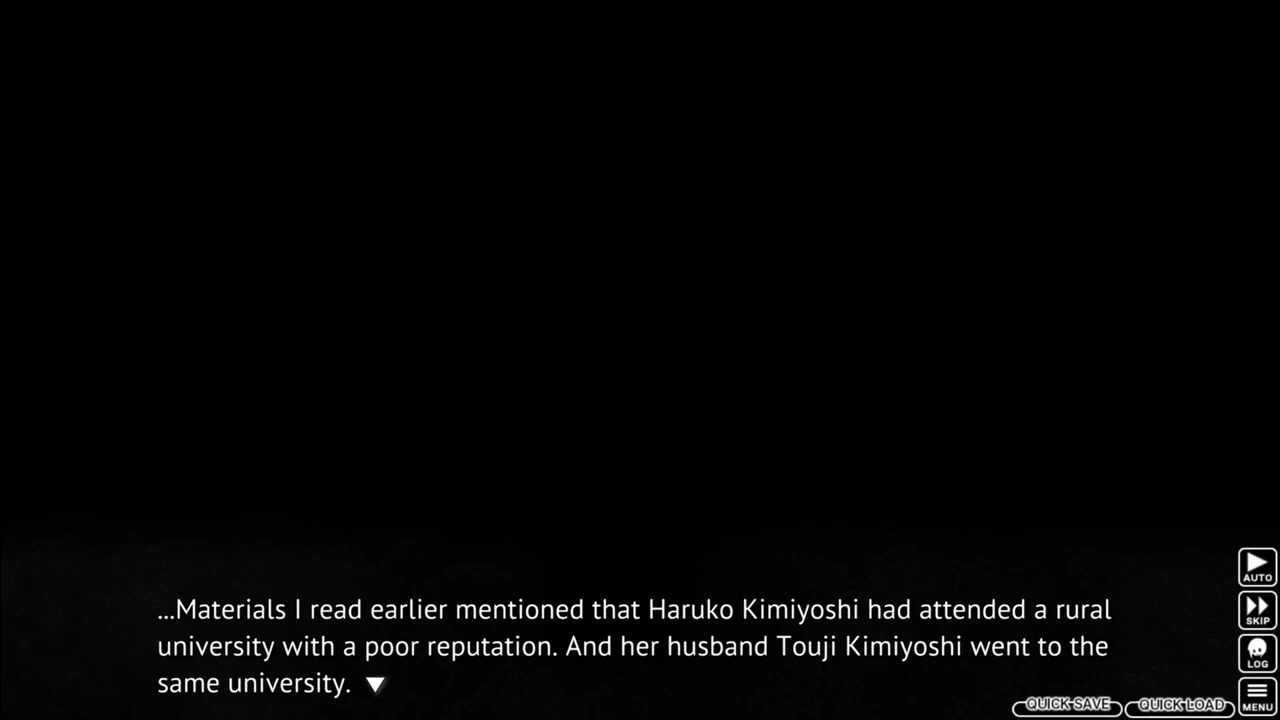 ...Materials I read earlier mentioned that Haruko Kimiyoshi had attended a rural
university with a poor reputation. And her husband Touji Kimiyoshi went to the
same university.
AUTO
SKIP
LOG
MENU
QUICK SAVE
QUICK LOAD